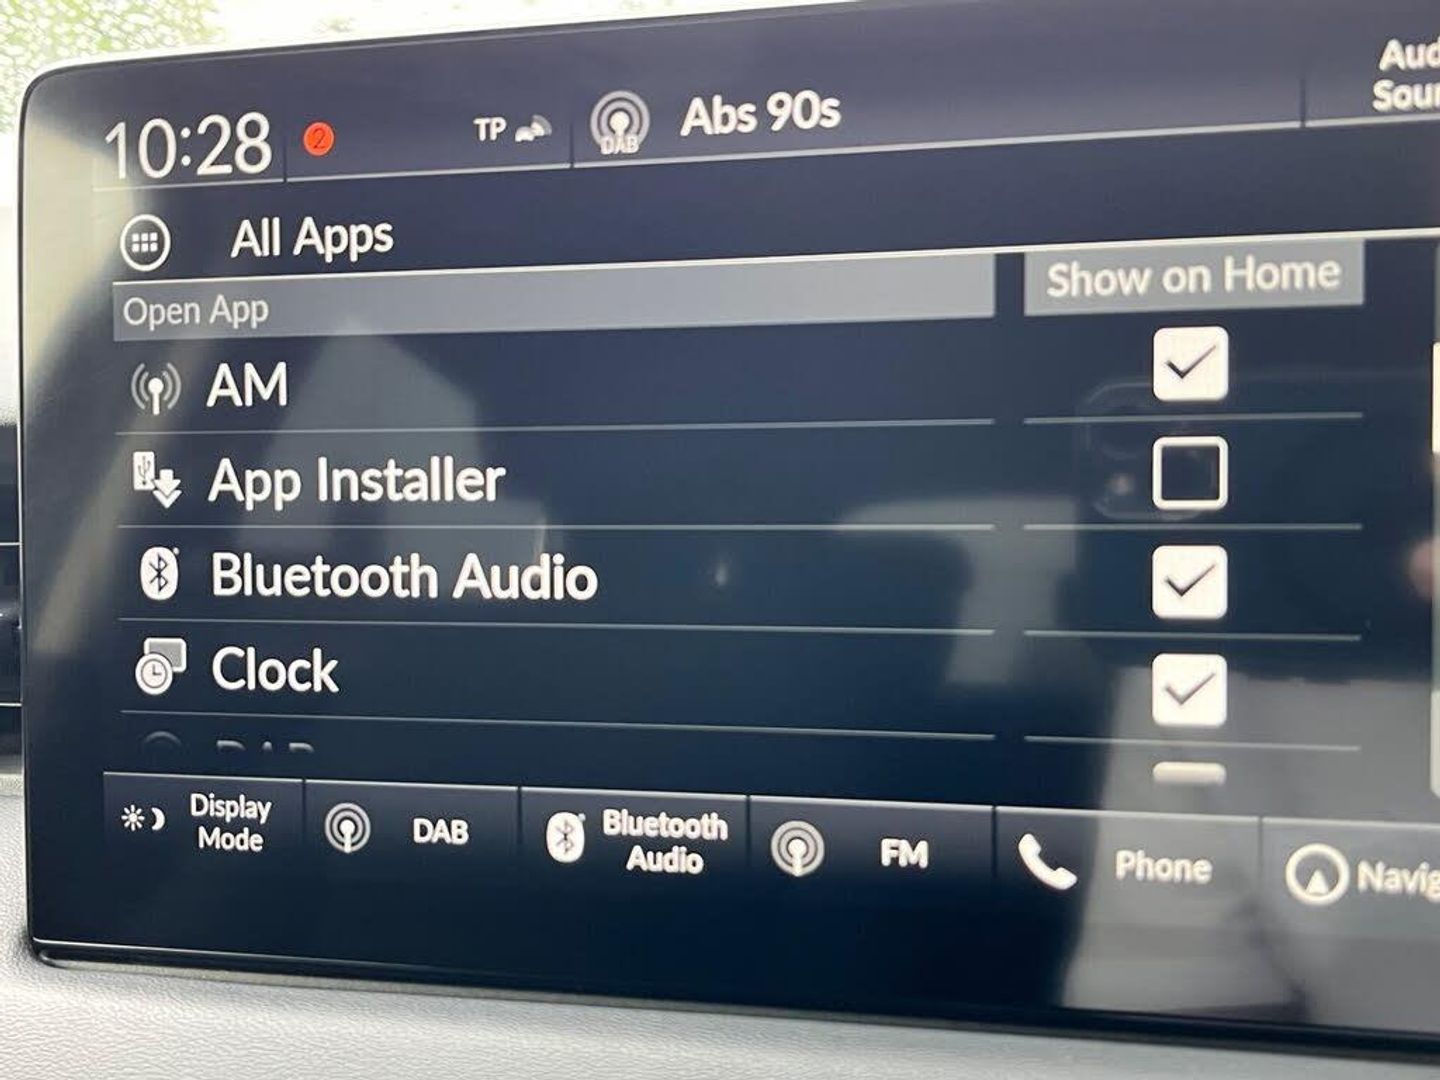 10:28
2
TP
DAB
Abs 90s
All Apps
Open App
Show on Home
AM
App Installer
Bluetooth Audio
Clock
Display
Mode
DAB
Bluetooth
Audio
FM
Phone